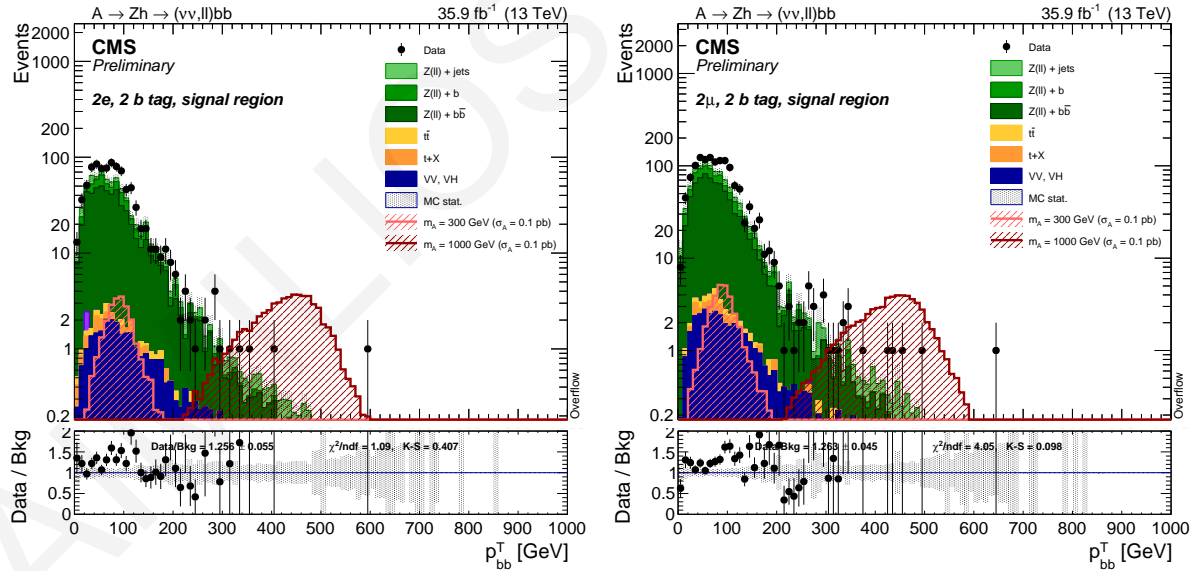 A → Zh → (νν,ll)bb 35.9 fb⁻¹ (13 TeV)
Events
CMS
Preliminary
2e, 2 b tag, signal region
Data
Z(ll) + jets
Z(ll) + b
Z(ll) + bb̄
tt̄
t+X
VV, VH
MC stat.
m_A = 300 GeV (σ_A = 0.1 pb)
m_A = 1000 GeV (σ_A = 0.1 pb)
2000
1000
200
100
20
10
2
1
0.2
Overflow
Data / Bkg
Data/Bkg = 1.256 ± 0.055 χ²/ndf = 1.09, K-S = 0.407
2
1.5
1
0.5
0
0 100 200 300 400 500 600 700 800 900 1000
p_bb^T [GeV]
A → Zh → (νν,ll)bb 35.9 fb⁻¹ (13 TeV)
Events
CMS
Preliminary
2μ, 2 b tag, signal region
Data
Z(ll) + jets
Z(ll) + b
Z(ll) + bb̄
tt̄
t+X
VV, VH
MC stat.
m_A = 300 GeV (σ_A = 0.1 pb)
m_A = 1000 GeV (σ_A = 0.1 pb)
2000
1000
200
100
20
10
2
1
0.2
Overflow
Data / Bkg
Data/Bkg = 1.263 ± 0.045 χ²/ndf = 4.05, K-S = 0.098
2
1.5
1
0.5
0
0 100 200 300 400 500 600 700 800 900 1000
p_bb^T [GeV]